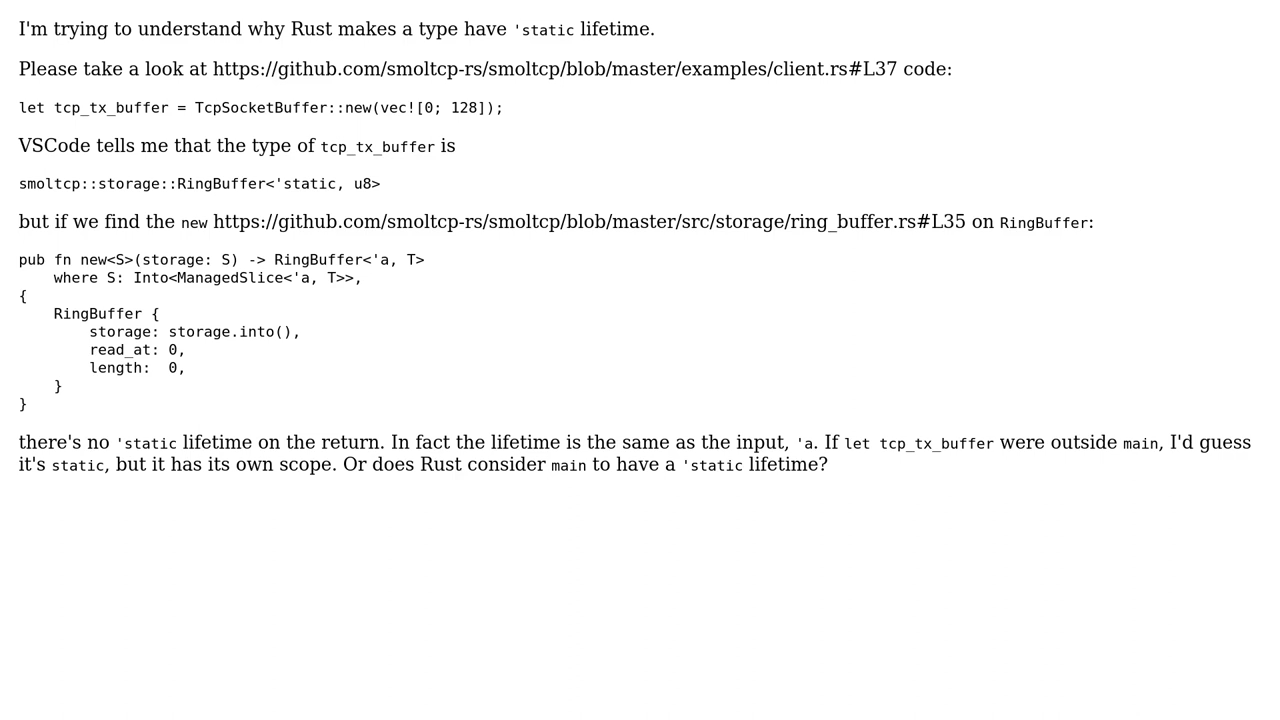 I'm trying to understand why Rust makes a type have 'static lifetime.
Please take a look at https://github.com/smoltcp-rs/smoltcp/blob/master/examples/client.rs#L37 code:
let tcp_tx_buffer = TcpSocketBuffer::new(vec![0; 128]);
VSCode tells me that the type of tcp_tx_buffer is
smoltcp::storage::RingBuffer<'static, u8>
but if we find the new https://github.com/smoltcp-rs/smoltcp/blob/master/src/storage/ring_buffer.rs#L35 on RingBuffer:
pub fn new<S>(storage: S) -> RingBuffer<'a, T>
    where S: Into<ManagedSlice<'a, T>>,
{
    RingBuffer {
        storage: storage.into(),
        read_at: 0,
        length:  0,
    }
}
there's no 'static lifetime on the return. In fact the lifetime is the same as the input, 'a. If let tcp_tx_buffer were outside main, I'd guess
it's static, but it has its own scope. Or does Rust consider main to have a 'static lifetime?